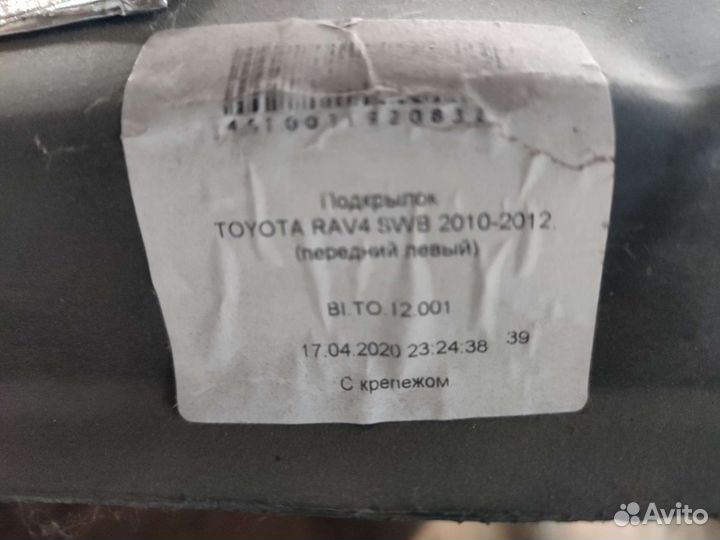 Подкрылок
TOYOTA RAV4 SWB 2010-2012.
(передний левый)
BI.TO.12.001
17.04.2020 23:24:38 39
С крепежом
Avito